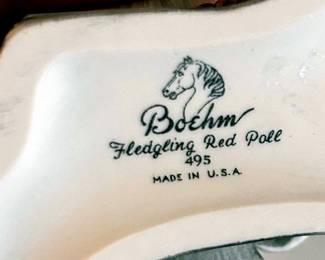 Boehm
Fledgling Red Poll
495
MADE IN U.S.A.